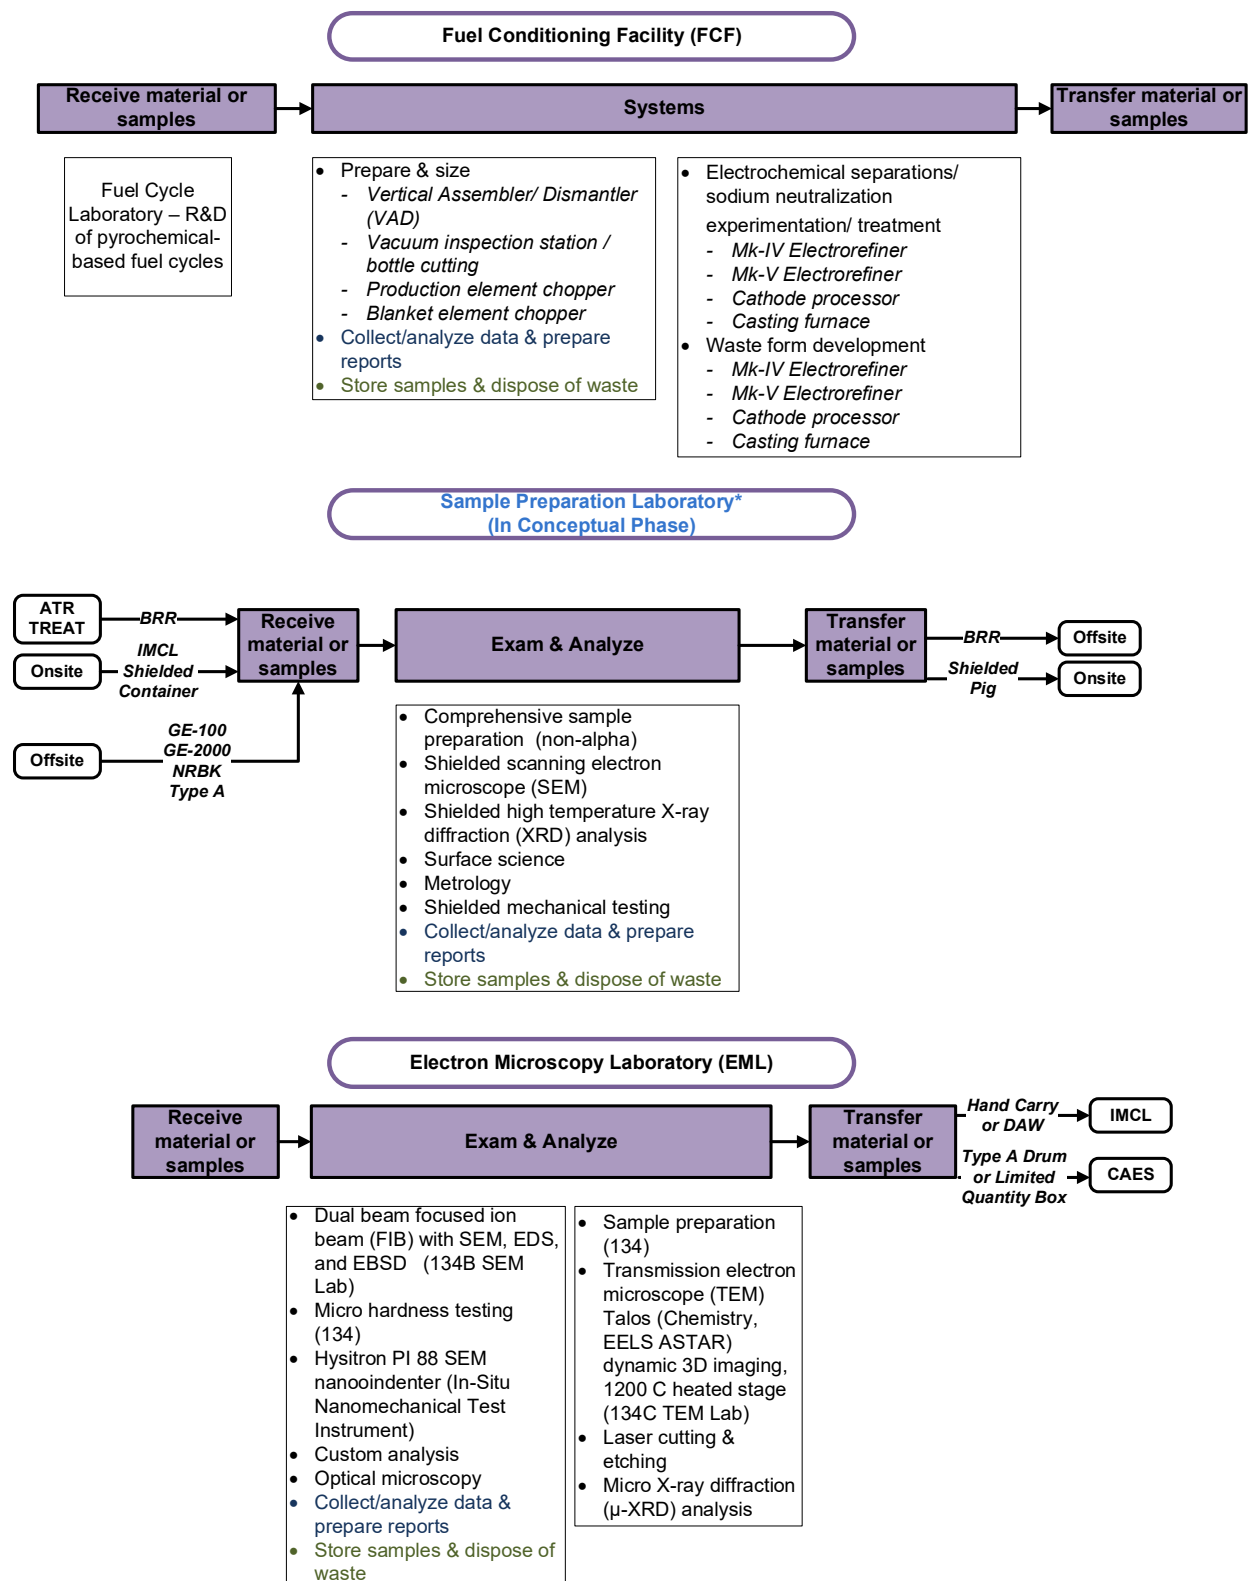 Fuel Conditioning Facility (FCF)
Receive material or
samples
Systems
Transfer material or
samples
Fuel Cycle
Laboratory – R&D
of pyrochemical-
based fuel cycles
• Prepare & size
- Vertical Assembler/ Dismantler
(VAD)
- Vacuum inspection station /
bottle cutting
- Production element chopper
- Blanket element chopper
• Collect/analyze data & prepare
reports
• Store samples & dispose of waste
• Electrochemical separations/
sodium neutralization
experimentation/ treatment
- Mk-IV Electrorefiner
- Mk-V Electrorefiner
- Cathode processor
- Casting furnace
• Waste form development
- Mk-IV Electrorefiner
- Mk-V Electrorefiner
- Cathode processor
- Casting furnace
Sample Preparation Laboratory*
(In Conceptual Phase)
ATR
TREAT
BRR
Onsite
IMCL
Shielded
Container
Offsite
GE-100
GE-2000
NRBK
Type A
Receive
material or
samples
Exam & Analyze
Transfer
material or
samples
BRR
Offsite
Shielded
Pig
Onsite
• Comprehensive sample
preparation (non-alpha)
• Shielded scanning electron
microscope (SEM)
• Shielded high temperature X-ray
diffraction (XRD) analysis
• Surface science
• Metrology
• Shielded mechanical testing
• Collect/analyze data & prepare
reports
• Store samples & dispose of waste
Electron Microscopy Laboratory (EML)
Receive
material or
samples
Exam & Analyze
Transfer
material or
samples
Hand Carry
or DAW
IMCL
Type A Drum
or Limited
Quantity Box
CAES
• Dual beam focused ion
beam (FIB) with SEM, EDS,
and EBSD (134B SEM
Lab)
• Micro hardness testing
(134)
• Hysitron PI 88 SEM
nanooindenter (In-Situ
Nanomechanical Test
Instrument)
• Custom analysis
• Optical microscopy
• Collect/analyze data &
prepare reports
• Store samples & dispose of
waste
• Sample preparation
(134)
• Transmission electron
microscope (TEM)
Talos (Chemistry,
EELS ASTAR)
dynamic 3D imaging,
1200 C heated stage
(134C TEM Lab)
• Laser cutting &
etching
• Micro X-ray diffraction
(µ-XRD) analysis